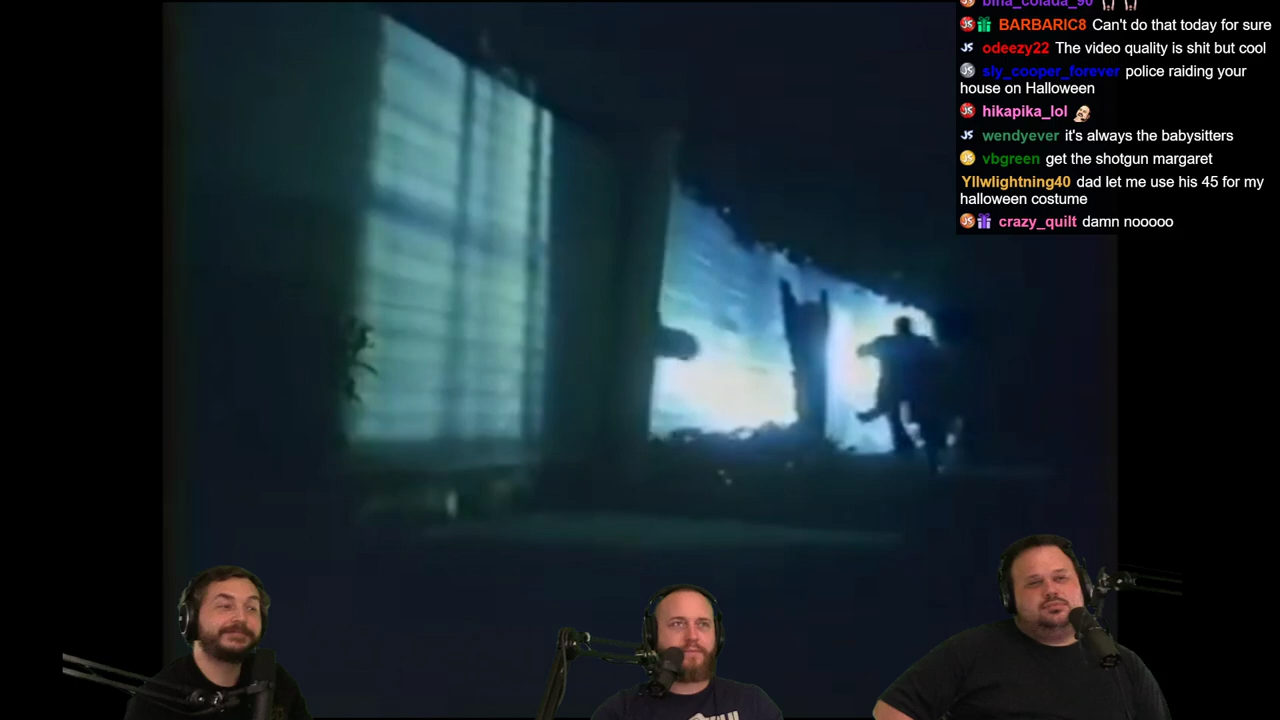 bina_colada_90
BARBARIC8 Can't do that today for sure
odeezy22 The video quality is shit but cool
sly_cooper_forever police raiding your
house on Halloween
hikapika_lol
wendyever it's always the babysitters
vbgreen get the shotgun margaret
Yllwlightning40 dad let me use his 45 for my
halloween costume
crazy_quilt damn nooooo